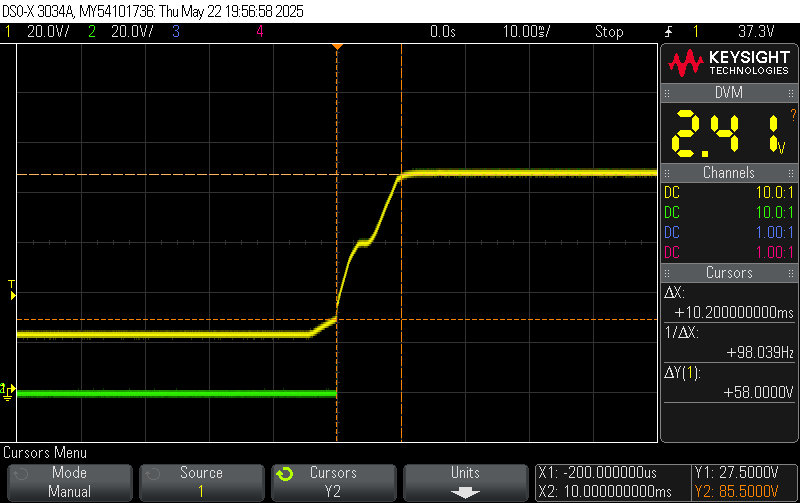 DSO-X 3034A, MY54101736: Thu May 22 19:56:58 2025
1 20.0V/ 2 20.0V/ 3 4 0.0s 10.00ms/ Stop 1 37.3V
KEYSIGHT
TECHNOLOGIES
DVM
?
2.41 V
Channels
DC 10.0:1
DC 10.0:1
DC 1.00:1
DC 1.00:1
Cursors
ΔX:
+10.200000000ms
1/ΔX:
+98.039Hz
ΔY(1):
+58.0000V
T
Cursors Menu
Mode
Manual
Source
1
Cursors
Y2
Units
X1: -200.000000us
X2: 10.000000000ms
Y1: 27.5000V
Y2: 85.5000V